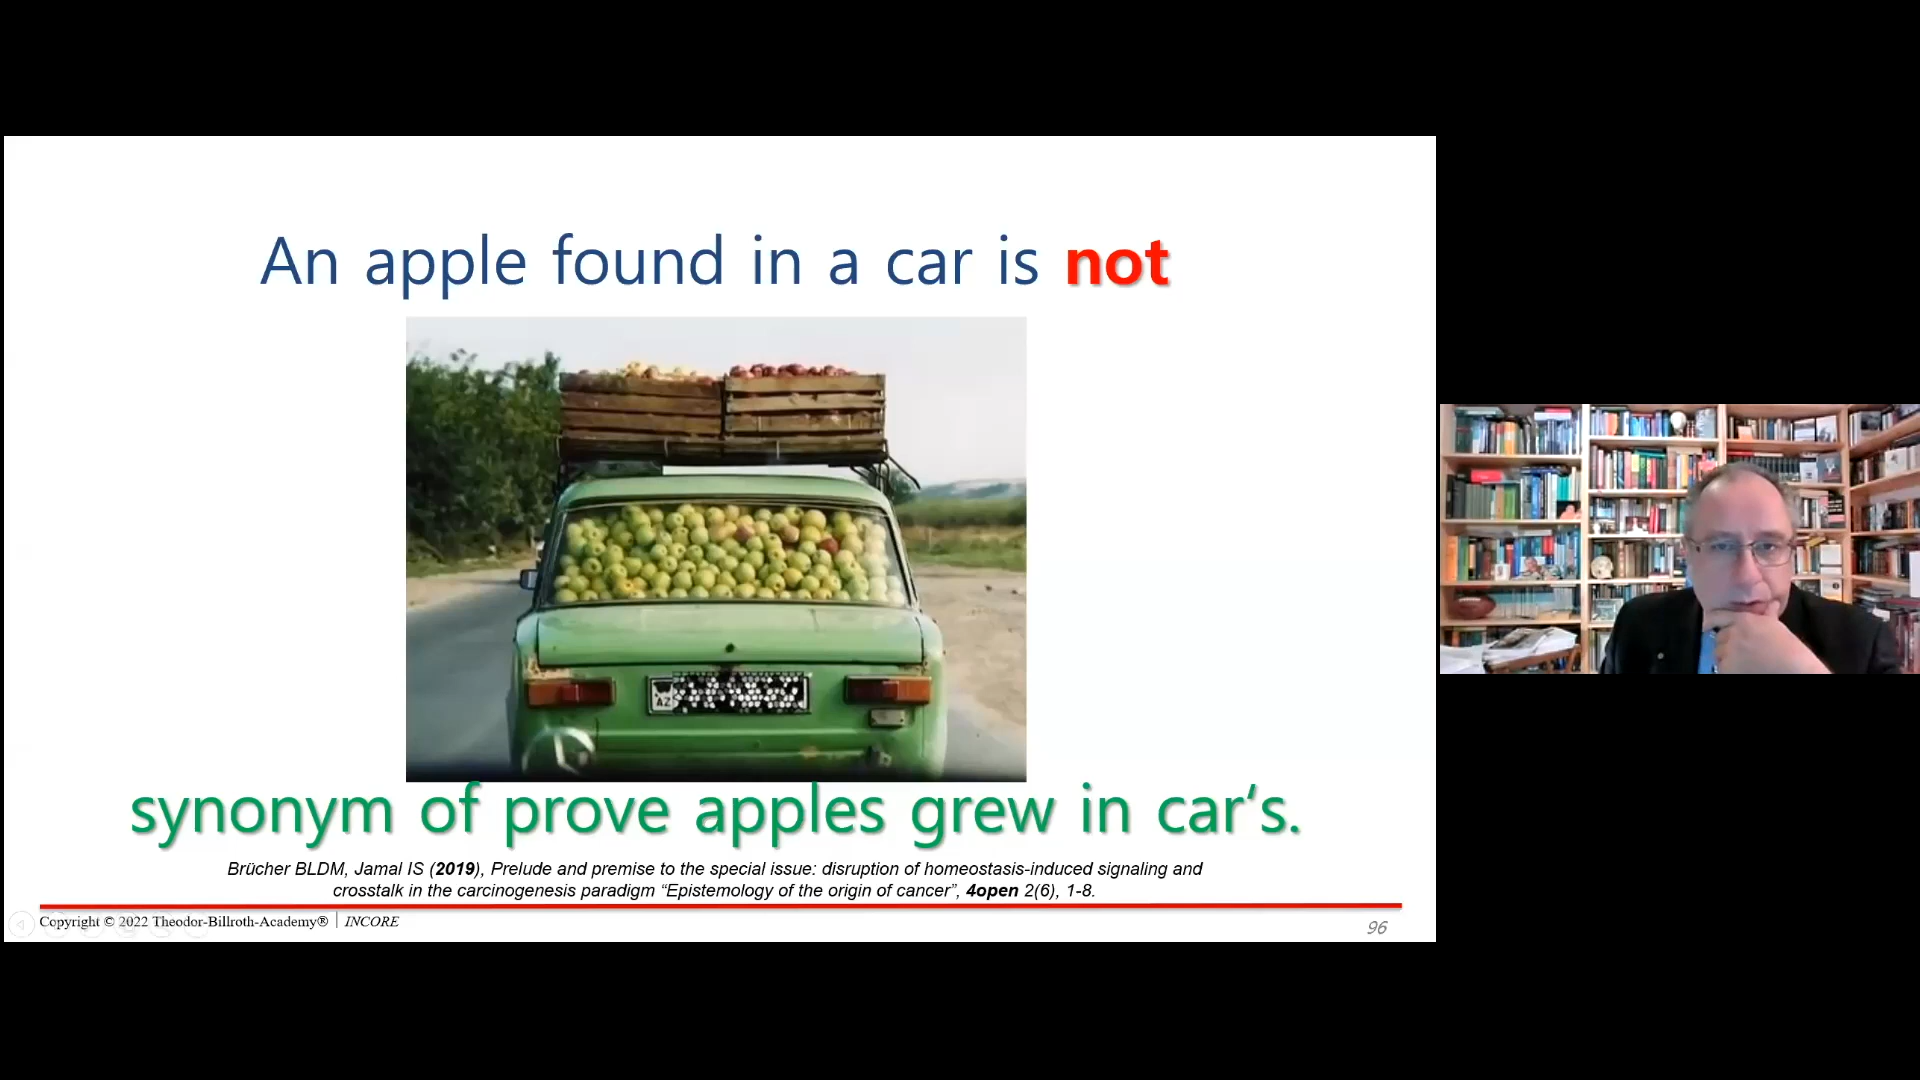 An apple found in a car is not
AZ
synonym of prove apples grew in car‘s.
Brücher BLDM, Jamal IS (2019), Prelude and premise to the special issue: disruption of homeostasis-induced signaling and
crosstalk in the carcinogenesis paradigm “Epistemology of the origin of cancer”, 4open 2(6), 1-8.
Copyright © 2022 Theodor-Billroth-Academy® | INCORE
96